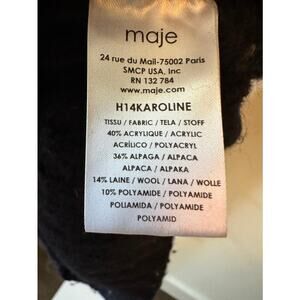 maje
24 rue du Mail-75002 Paris
SMCP USA, Inc
RN 132 784
www.maje.com
H14KAROLINE
TISSU / FABRIC / TELA / STOFF
40% ACRYLIQUE / ACRYLIC
ACRÍLICO / POLYACRYL
36% ALPAGA / ALPACA
ALPACA / ALPAKA
14% LAINE / WOOL / LANA / WOLLE
10% POLYAMIDE / POLYAMIDE
POLIAMIDA / POLYAMIDE
POLYAMID